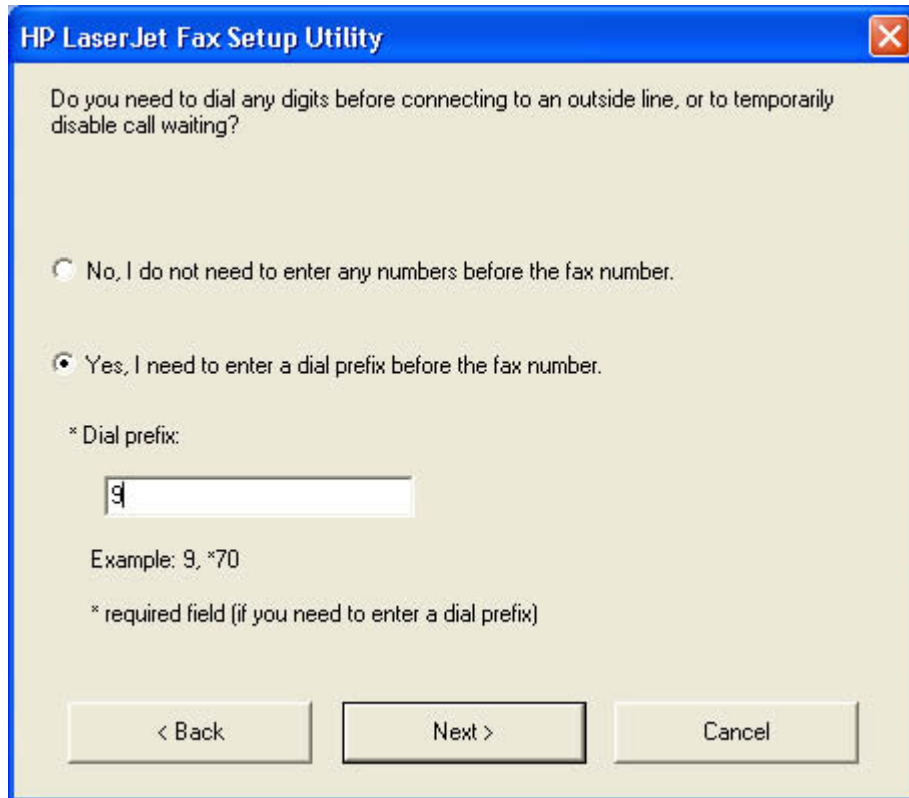 HP LaserJet Fax Setup Utility
Do you need to dial any digits before connecting to an outside line, or to temporarily
disable call waiting?
No, I do not need to enter any numbers before the fax number.
Yes, I need to enter a dial prefix before the fax number.
* Dial prefix:
9
Example: 9, *70
* required field (if you need to enter a dial prefix)
< Back Next > Cancel